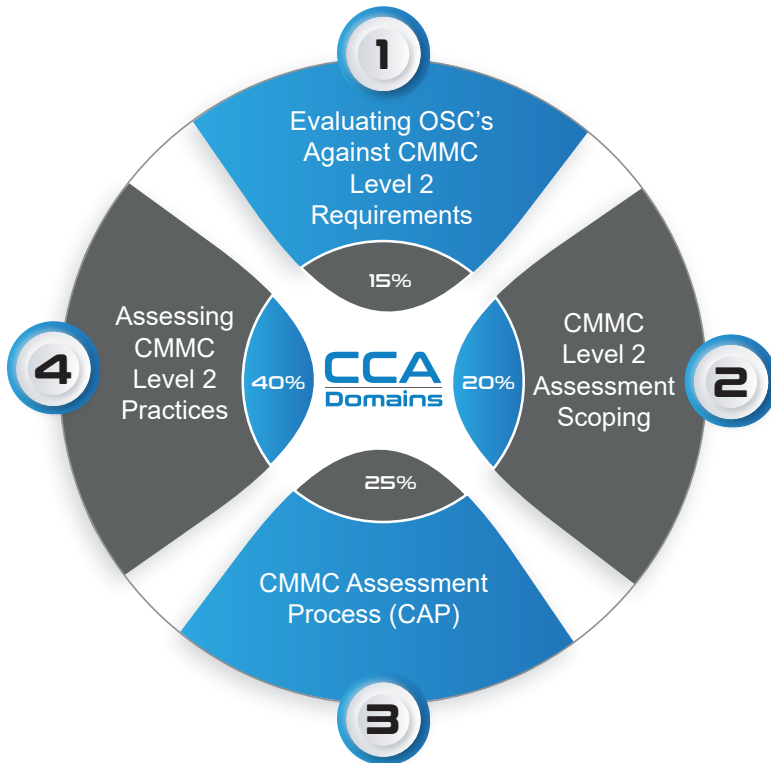 1
Evaluating OSC's
Against CMMC
Level 2
Requirements
15%
Assessing
CMMC
Level 2
Practices
4
40%
CCA
Domains
20%
CMMC
Level 2
Assessment
Scoping
2
25%
CMMC Assessment
Process (CAP)
3